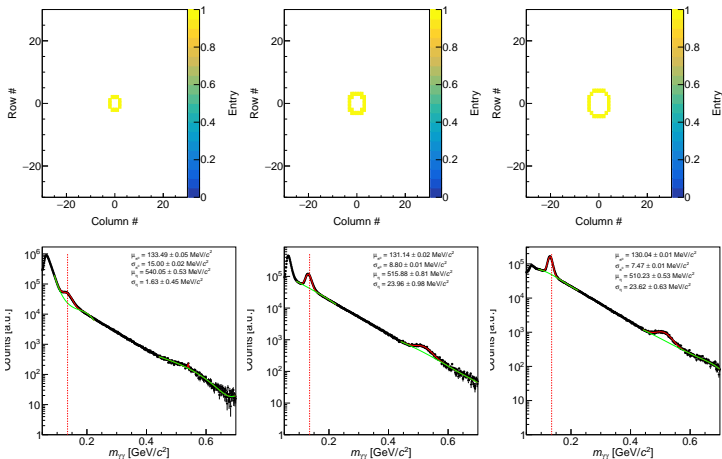 20
0
−20
Row #
−20 0 20
Column #
1
0.8
0.6
0.4
0.2
0
Entry
20
0
−20
Row #
−20 0 20
Column #
1
0.8
0.6
0.4
0.2
0
Entry
20
0
−20
Row #
−20 0 20
Column #
1
0.8
0.6
0.4
0.2
0
Entry
10⁶
10⁵
10⁴
10³
10²
10
1
Counts [a.u.]
μπ⁰ = 133.49 ± 0.05 MeV/c²
σπ⁰ = 15.00 ± 0.02 MeV/c²
μη = 540.05 ± 0.53 MeV/c²
ση = 1.63 ± 0.45 MeV/c²
0.2 0.4 0.6
mγγ [GeV/c²]
10⁵
10⁴
10³
10²
10
1
Counts [a.u.]
μπ⁰ = 131.14 ± 0.02 MeV/c²
σπ⁰ = 8.80 ± 0.01 MeV/c²
μη = 515.88 ± 0.81 MeV/c²
ση = 23.96 ± 0.98 MeV/c²
0.2 0.4 0.6
mγγ [GeV/c²]
10⁵
10⁴
10³
10²
10
1
Counts [a.u.]
μπ⁰ = 130.04 ± 0.01 MeV/c²
σπ⁰ = 7.47 ± 0.01 MeV/c²
μη = 510.23 ± 0.53 MeV/c²
ση = 23.62 ± 0.63 MeV/c²
0.2 0.4 0.6
mγγ [GeV/c²]